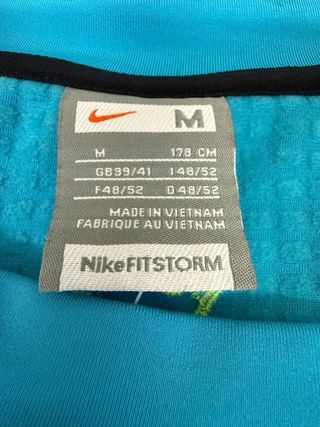 M
M 178 CM
GB39/41 I48/52
F48/52 D48/52
MADE IN VIETNAM
FABRIQUE AU VIETNAM
NikeFITSTORM